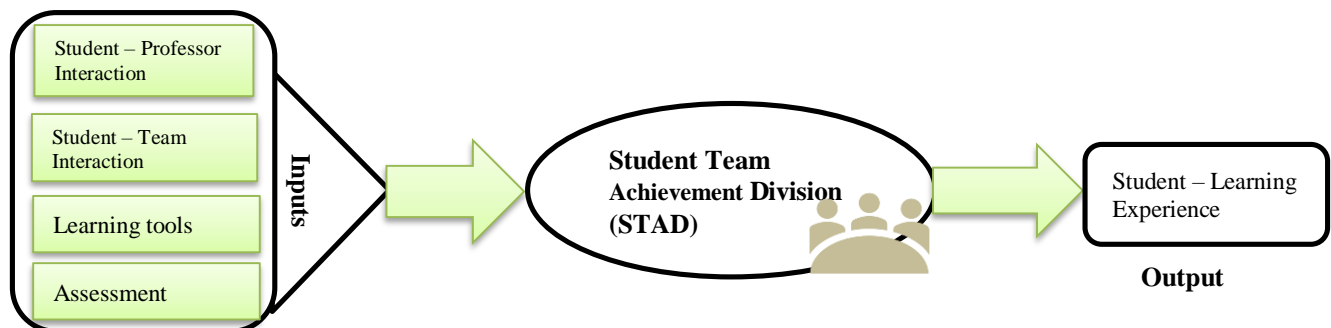 Student – Professor
Interaction
Student – Team
Interaction
Learning tools
Assessment
Inputs
Student Team
Achievement Division
(STAD)
Student – Learning
Experience
Output